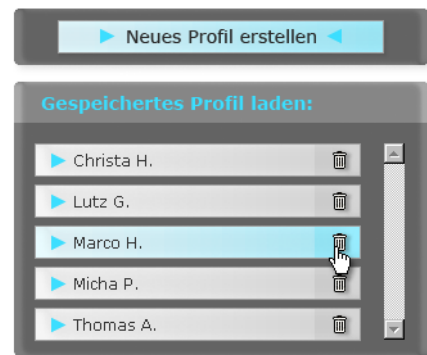 Neues Profil erstellen
Gespeichertes Profil laden:
Christa H.
Lutz G.
Marco H.
Micha P.
Thomas A.